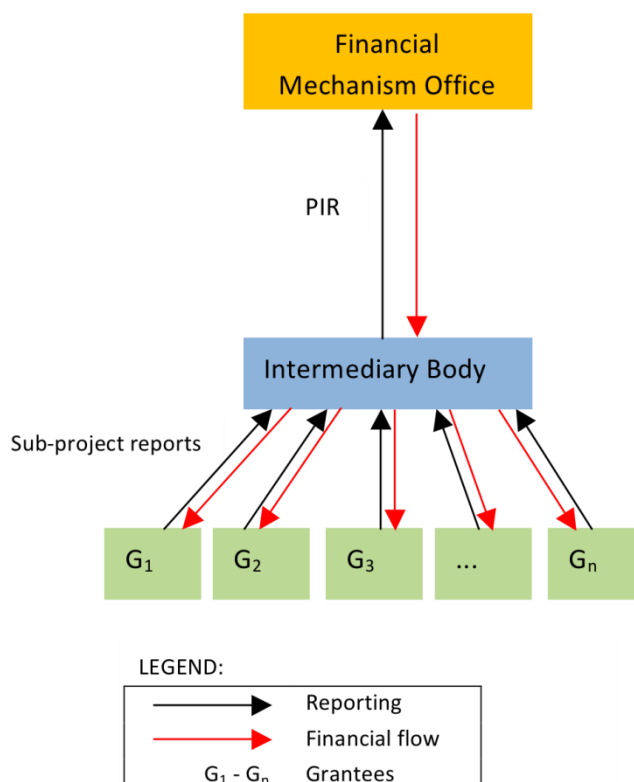 Financial
Mechanism Office
PIR
Intermediary Body
Sub-project reports
G₁ G₂ G₃ ... Gₙ
LEGEND:
Reporting
Financial flow
G₁ - Gₙ Grantees